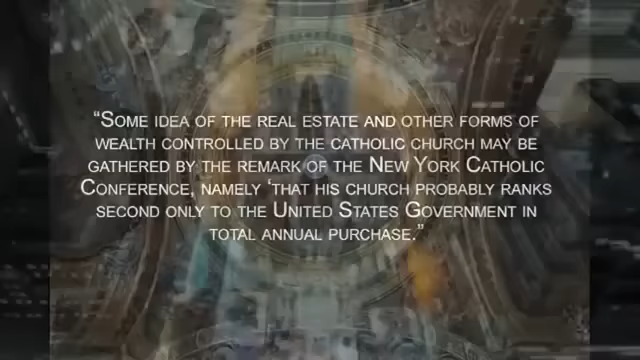 “Some idea of the real estate and other forms of
wealth controlled by the catholic church may be
gathered by the remark of the New York Catholic
Conference, namely ‘that his church probably ranks
second only to the United States Government in
total annual purchase.”